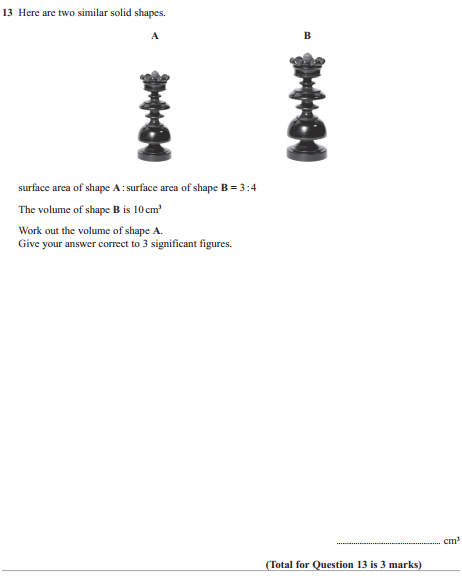 13 Here are two similar solid shapes.
A B
surface area of shape A : surface area of shape B = 3 : 4
The volume of shape B is 10 cm³
Work out the volume of shape A.
Give your answer correct to 3 significant figures.
.......................................................... cm³
(Total for Question 13 is 3 marks)